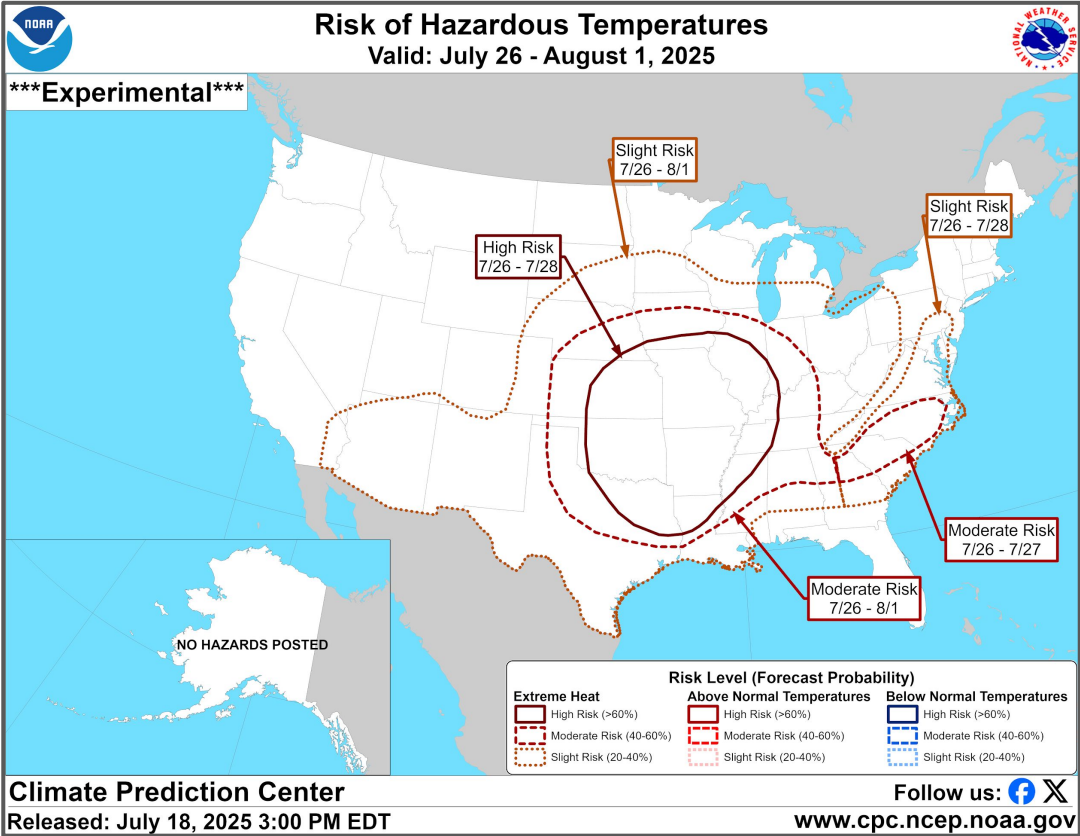 NOAA
Risk of Hazardous Temperatures
Valid: July 26 - August 1, 2025
NATIONAL WEATHER SERVICE
***Experimental***
Slight Risk
7/26 - 8/1
Slight Risk
7/26 - 7/28
High Risk
7/26 - 7/28
Moderate Risk
7/26 - 7/27
Moderate Risk
7/26 - 8/1
NO HAZARDS POSTED
Risk Level (Forecast Probability)
Extreme Heat
High Risk (>60%)
Moderate Risk (40-60%)
Slight Risk (20-40%)
Above Normal Temperatures
High Risk (>60%)
Moderate Risk (40-60%)
Slight Risk (20-40%)
Below Normal Temperatures
High Risk (>60%)
Moderate Risk (40-60%)
Slight Risk (20-40%)
Climate Prediction Center
Released: July 18, 2025 3:00 PM EDT
Follow us:
www.cpc.ncep.noaa.gov